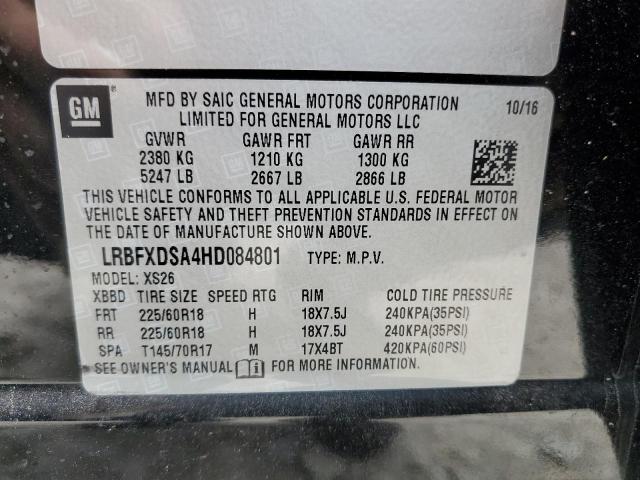 GM
MFD BY SAIC GENERAL MOTORS CORPORATION 10/16
LIMITED FOR GENERAL MOTORS LLC
GVWR GAWR FRT GAWR RR
2380 KG 1210 KG 1300 KG
5247 LB 2667 LB 2866 LB
THIS VEHICLE CONFORMS TO ALL APPLICABLE U.S. FEDERAL MOTOR
VEHICLE SAFETY AND THEFT PREVENTION STANDARDS IN EFFECT ON
THE DATE OF MANUFACTURE SHOWN ABOVE.
LRBFXDSA4HD084801 TYPE: M.P.V.
MODEL: XS26
XBBD TIRE SIZE SPEED RTG RIM COLD TIRE PRESSURE
FRT 225/60R18 H 18X7.5J 240KPA(35PSI)
RR 225/60R18 H 18X7.5J 240KPA(35PSI)
SPA T145/70R17 M 17X4BT 420KPA(60PSI)
SEE OWNER'S MANUAL FOR MORE INFORMATION.